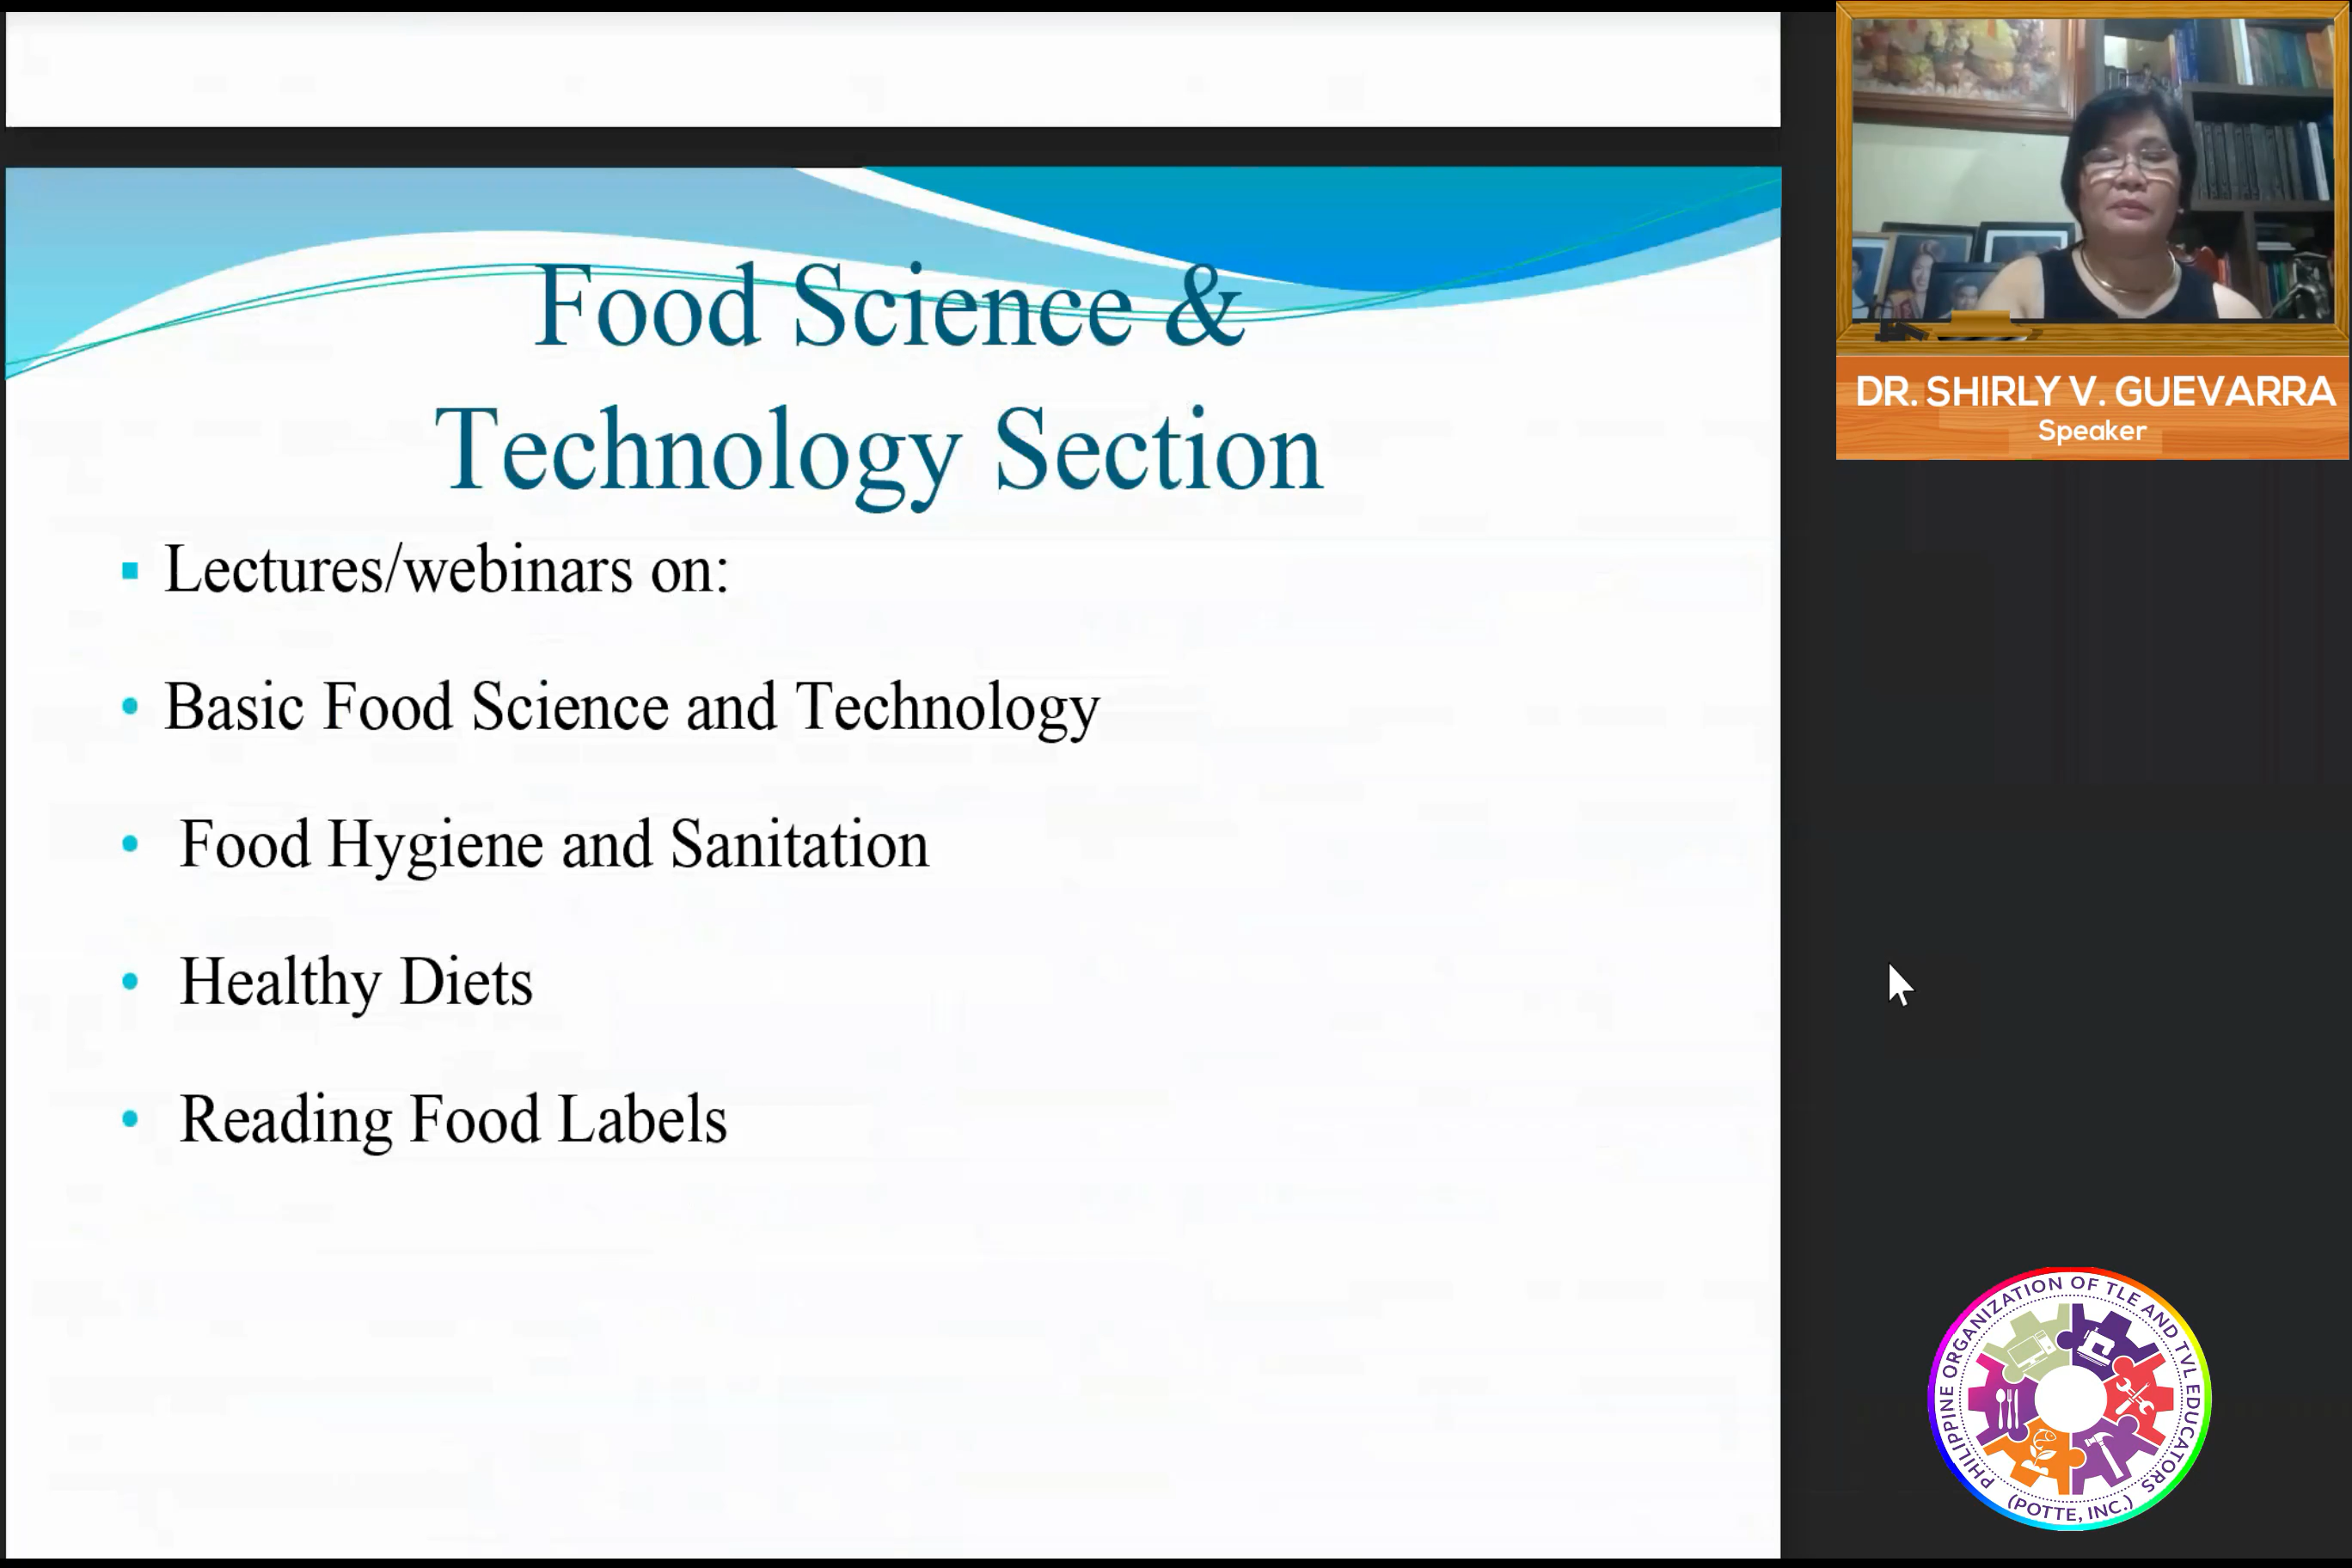 Food Science &
Technology Section
Lectures/webinars on:
Basic Food Science and Technology
Food Hygiene and Sanitation
Healthy Diets
Reading Food Labels
DR. SHIRLY V. GUEVARRA
Speaker
PHILIPPINE ORGANIZATION OF TLE AND TVL EDUCATORS
(POTTE, INC.)